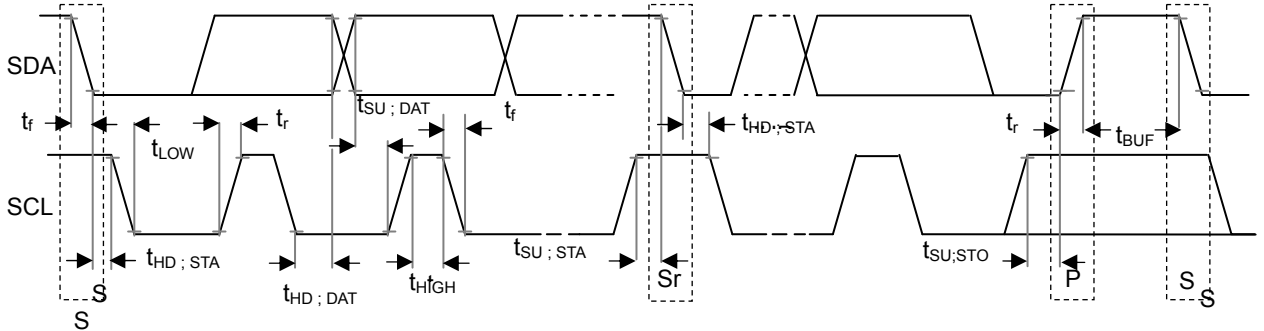 SDA
t_f
t_LOW
t_r
t_SU ; DAT
t_f
t_HD ; STA
t_r
t_BUF
SCL
t_HD ; STA
t_HD ; DAT
t_HIGH
t_SU ; STA
Sr
t_SU;STO
P
S
S
S
S